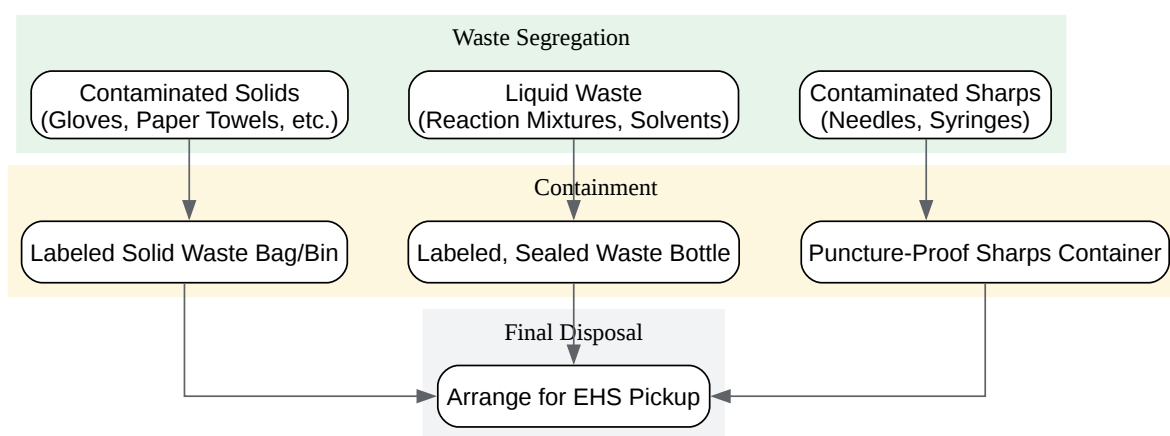 Waste Segregation
Contaminated Solids
(Gloves, Paper Towels, etc.)
Liquid Waste
(Reaction Mixtures, Solvents)
Contaminated Sharps
(Needles, Syringes)
Containment
Labeled Solid Waste Bag/Bin
Labeled, Sealed Waste Bottle
Puncture-Proof Sharps Container
Final Disposal
Arrange for EHS Pickup